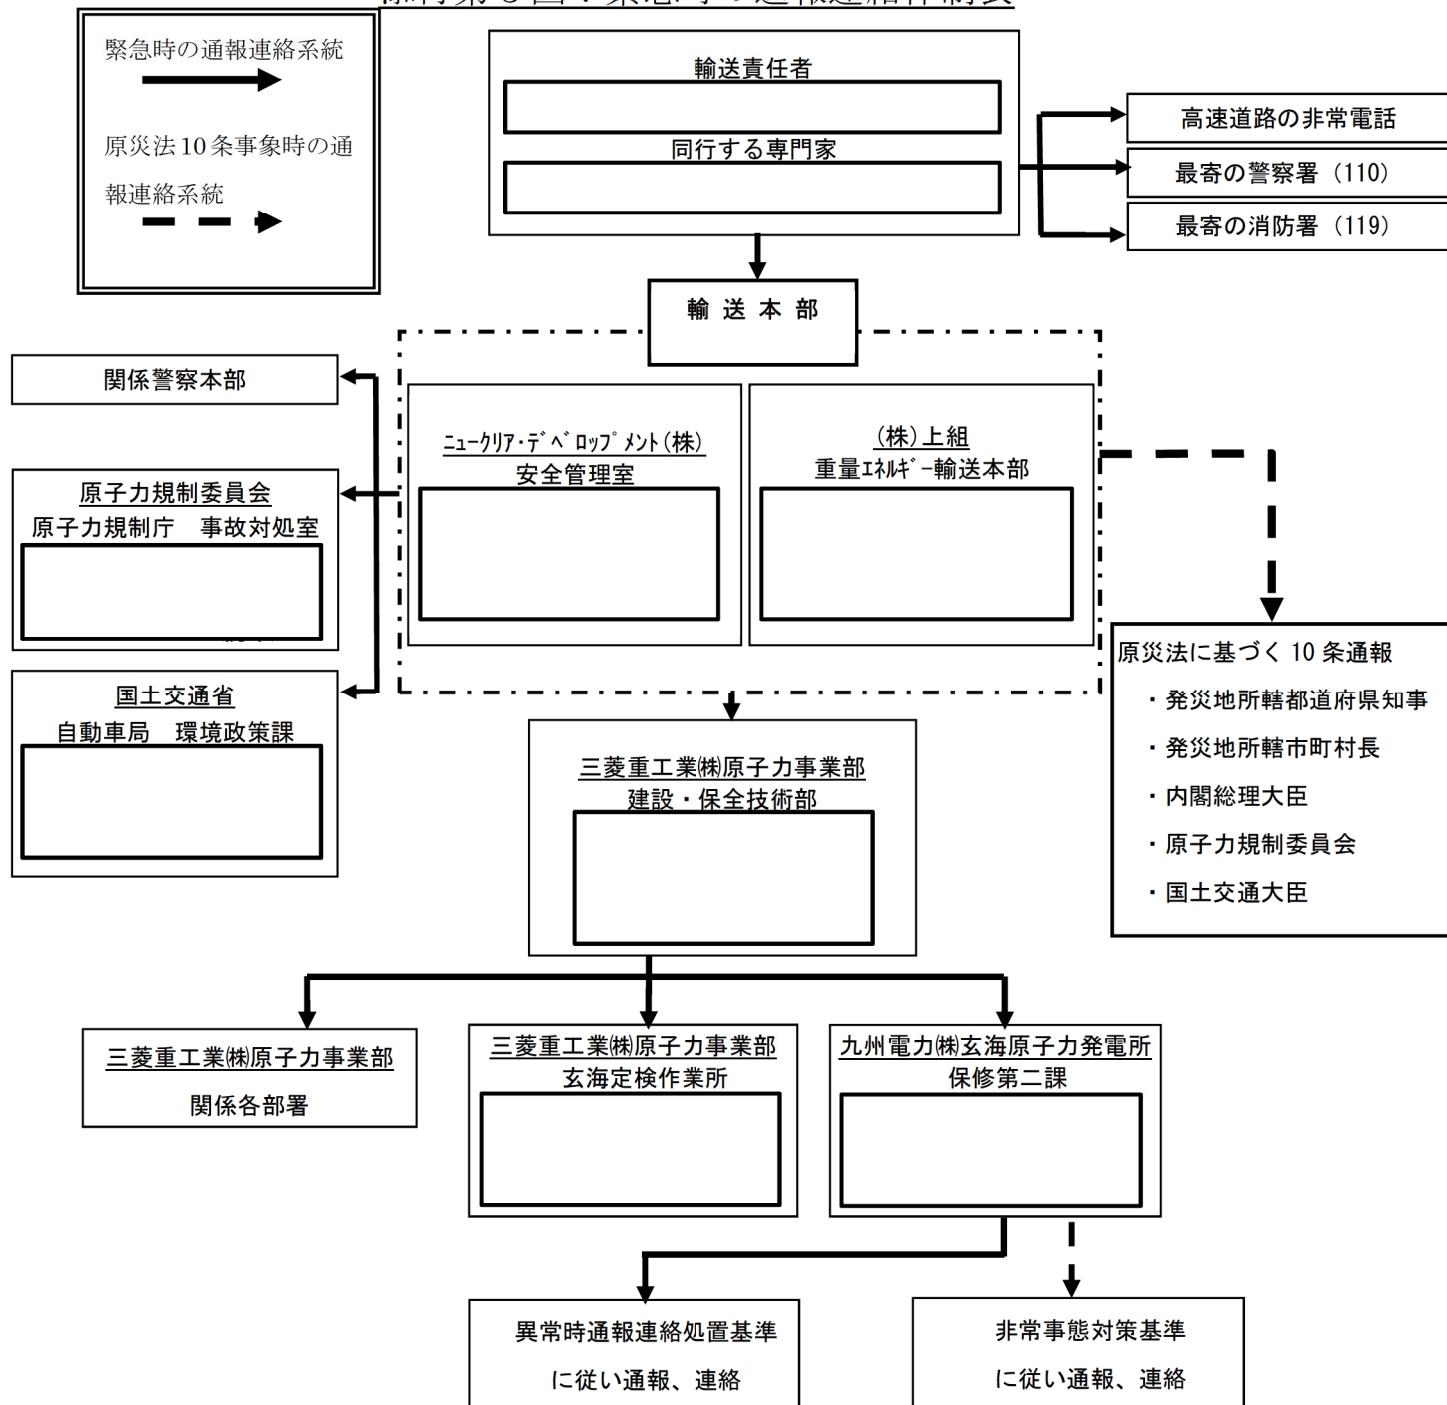 緊急時の通報連絡系統
原災法10条事象時の通
報連絡系統
輸送責任者
同行する専門家
高速道路の非常電話
最寄の警察署（110）
最寄の消防署（119）
輸 送 本 部
関係警察本部
ﾆｭｰｸﾘｱ･ﾃﾞﾍﾞﾛｯﾌﾟﾒﾝﾄ(株)
安全管理室
(株)上組
重量ｴﾈﾙｷﾞｰ輸送本部
原子力規制委員会
原子力規制庁　事故対処室
国土交通省
自動車局　環境政策課
原災法に基づく 10 条通報
・発災地所轄都道府県知事
・発災地所轄市町村長
・内閣総理大臣
・原子力規制委員会
・国土交通大臣
三菱重工業㈱原子力事業部
建設・保全技術部
三菱重工業㈱原子力事業部
関係各部署
三菱重工業㈱原子力事業部
玄海定検作業所
九州電力㈱玄海原子力発電所
保修第二課
異常時通報連絡処置基準
に従い通報、連絡
非常事態対策基準
に従い通報、連絡